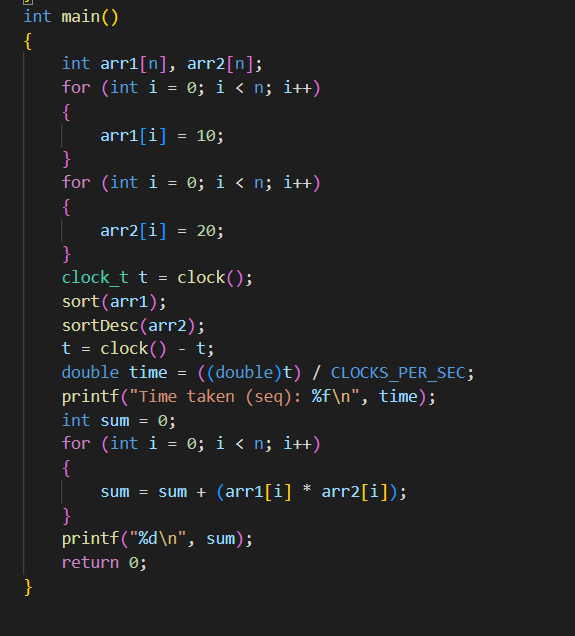 int main()
{
    int arr1[n], arr2[n];
    for (int i = 0; i < n; i++)
    {
        arr1[i] = 10;
    }
    for (int i = 0; i < n; i++)
    {
        arr2[i] = 20;
    }
    clock_t t = clock();
    sort(arr1);
    sortDesc(arr2);
    t = clock() - t;
    double time = ((double)t) / CLOCKS_PER_SEC;
    printf("Time taken (seq): %f\n", time);
    int sum = 0;
    for (int i = 0; i < n; i++)
    {
        sum = sum + (arr1[i] * arr2[i]);
    }
    printf("%d\n", sum);
    return 0;
}